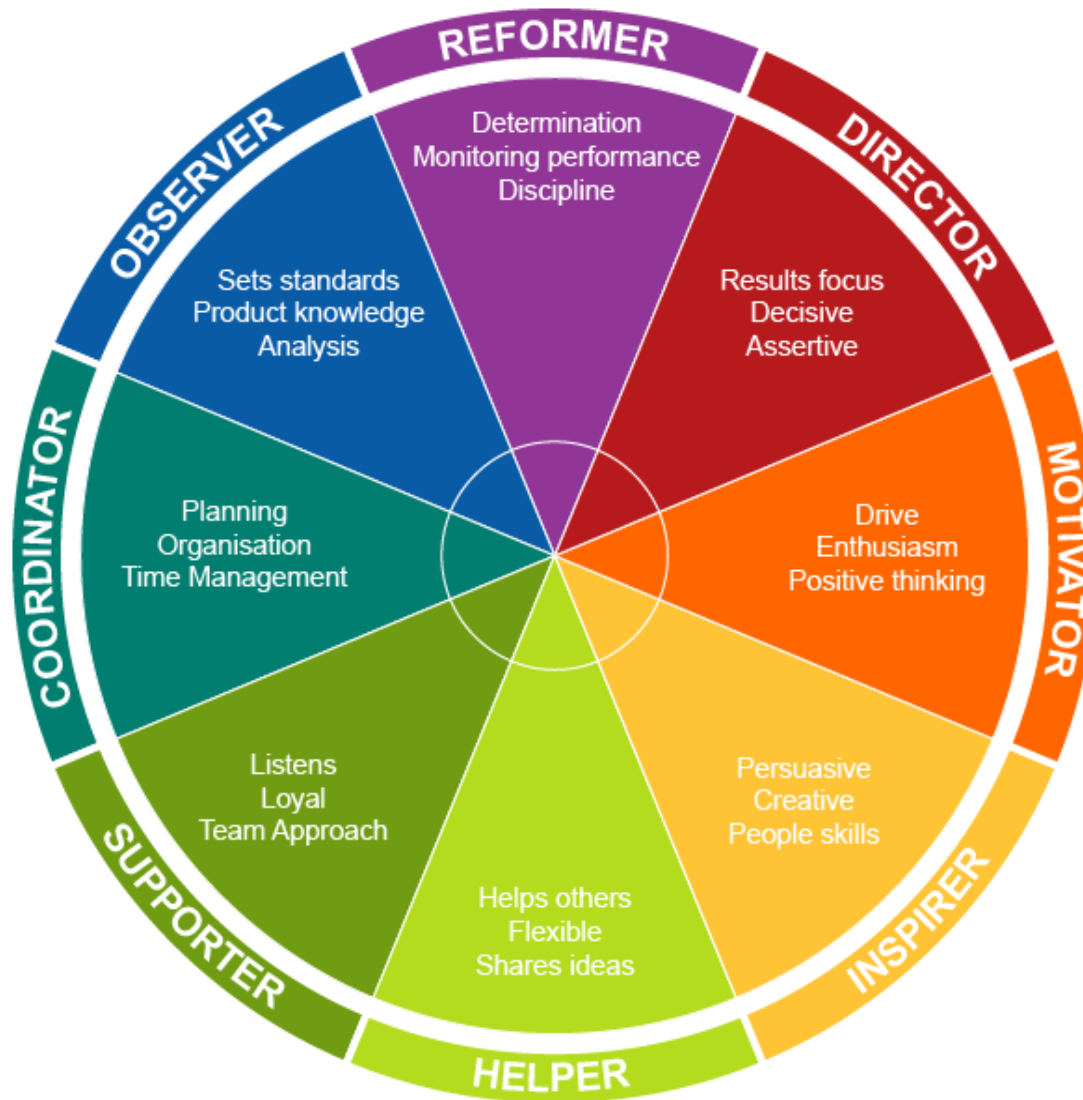 REFORMER
Determination
Monitoring performance
Discipline
DIRECTOR
Results focus
Decisive
Assertive
MOTIVATOR
Drive
Enthusiasm
Positive thinking
INSPIRER
Persuasive
Creative
People skills
HELPER
Helps others
Flexible
Shares ideas
SUPPORTER
Listens
Loyal
Team Approach
COORDINATOR
Planning
Organisation
Time Management
OBSERVER
Sets standards
Product knowledge
Analysis